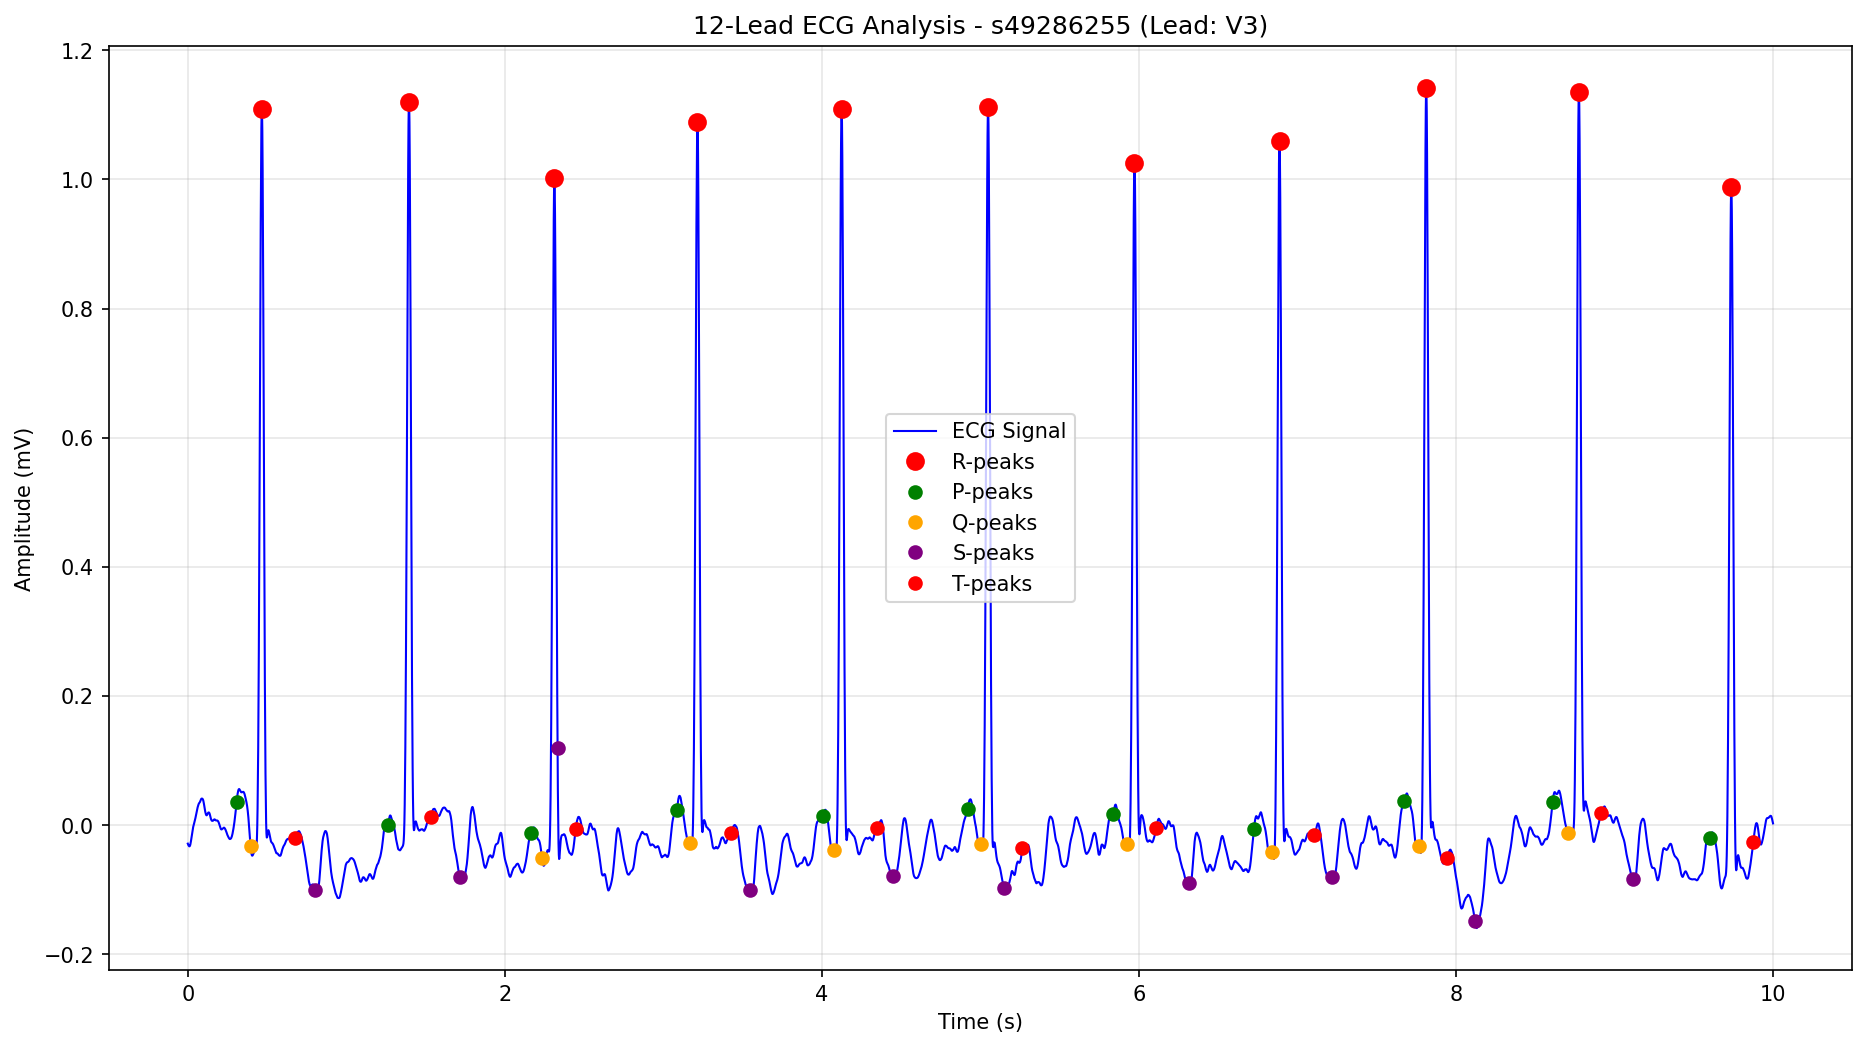 12-Lead ECG Analysis - s49286255 (Lead: V3)
Amplitude (mV)
1.2
1.0
0.8
0.6
0.4
0.2
0.0
−0.2
ECG Signal
R-peaks
P-peaks
Q-peaks
S-peaks
T-peaks
0 2 4 6 8 10
Time (s)